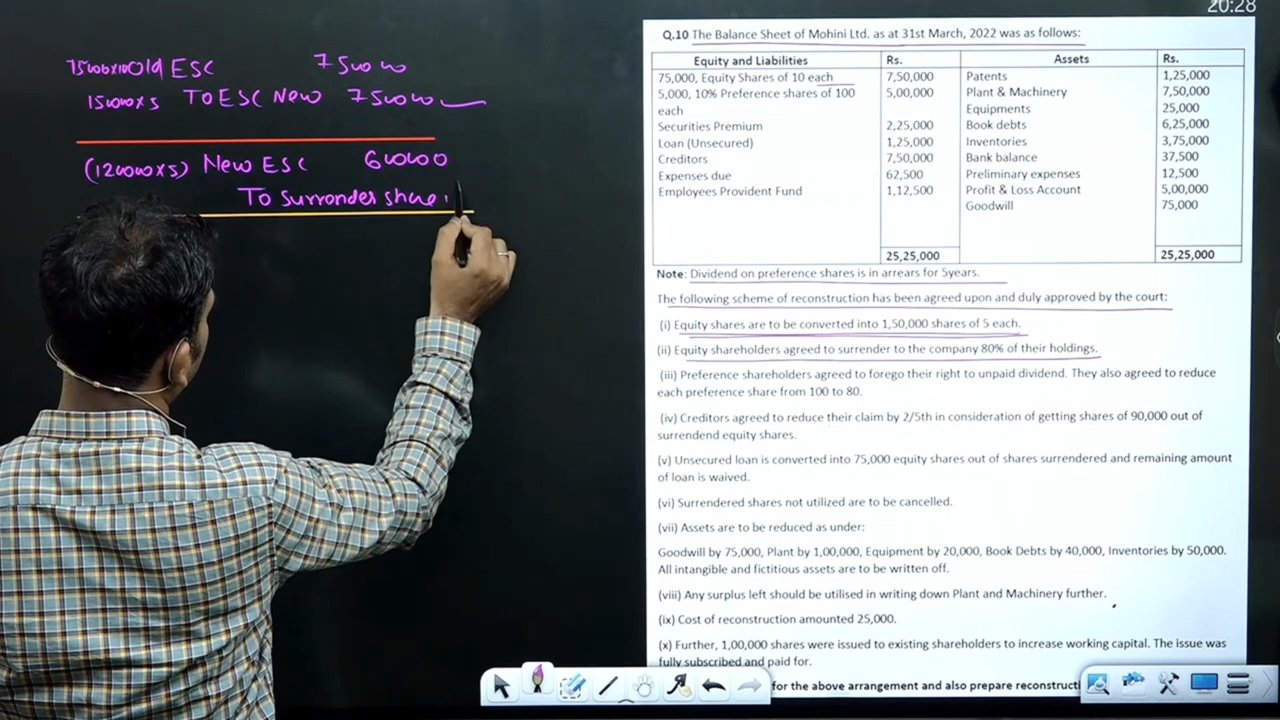 20:28
75000x10 Old ESC 750000
150000x5 To ESC New 750000
(120000x5) New ESC 600000
To Surrender share
Q.10 The Balance Sheet of Mohini Ltd. as at 31st March, 2022 was as follows:
Equity and Liabilities Rs. Assets Rs.
75,000, Equity Shares of 10 each 7,50,000 Patents 1,25,000
5,000, 10% Preference shares of 100 5,00,000 Plant & Machinery 7,50,000
each Equipments 25,000
Securities Premium 2,25,000 Book debts 6,25,000
Loan (Unsecured) 1,25,000 Inventories 3,75,000
Creditors 7,50,000 Bank balance 37,500
Expenses due 62,500 Preliminary expenses 12,500
Employees Provident Fund 1,12,500 Profit & Loss Account 5,00,000
Goodwill 75,000
25,25,000 25,25,000
Note: Dividend on preference shares is in arrears for 5years.
The following scheme of reconstruction has been agreed upon and duly approved by the court:
(i) Equity shares are to be converted into 1,50,000 shares of 5 each.
(ii) Equity shareholders agreed to surrender to the company 80% of their holdings.
(iii) Preference shareholders agreed to forego their right to unpaid dividend. They also agreed to reduce
each preference share from 100 to 80.
(iv) Creditors agreed to reduce their claim by 2/5th in consideration of getting shares of 90,000 out of
surrendend equity shares.
(v) Unsecured loan is converted into 75,000 equity shares out of shares surrendered and remaining amount
of loan is waived.
(vi) Surrendered shares not utilized are to be cancelled.
(vii) Assets are to be reduced as under:
Goodwill by 75,000, Plant by 1,00,000, Equipment by 20,000, Book Debts by 40,000, Inventories by 50,000.
All intangible and fictitious assets are to be written off.
(viii) Any surplus left should be utilised in writing down Plant and Machinery further.
(ix) Cost of reconstruction amounted 25,000.
(x) Further, 1,00,000 shares were issued to existing shareholders to increase working capital. The issue was
fully subscribed and paid for.
for the above arrangement and also prepare